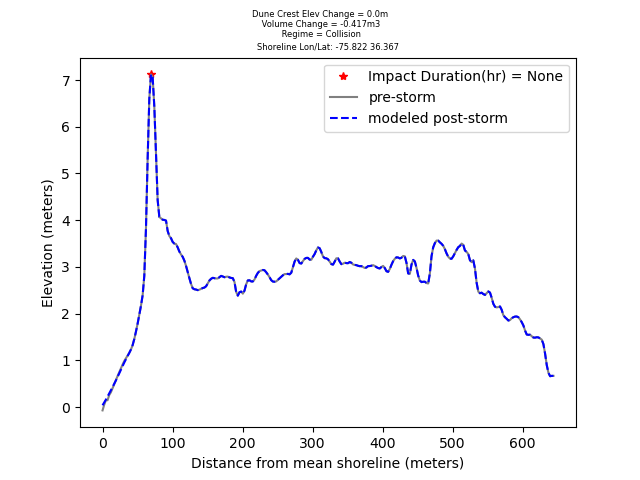 Dune Crest Elev Change = 0.0m
Volume Change = -0.417m3
Regime = Collision
Shoreline Lon/Lat: -75.822 36.367
Impact Duration(hr) = None
pre-storm
modeled post-storm
Elevation (meters)
7
6
5
4
3
2
1
0
0 100 200 300 400 500 600
Distance from mean shoreline (meters)